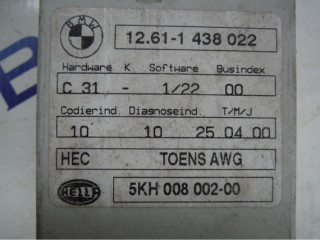 BMW
12.61-1 438 022
Hardware K. Software Busindex
C 31 - 1/22 00
Codierind. Diagnoseind. T/M/J
10 10 25 04 00
HEC TOENS AWG
HELLA 5KH 008 002-00